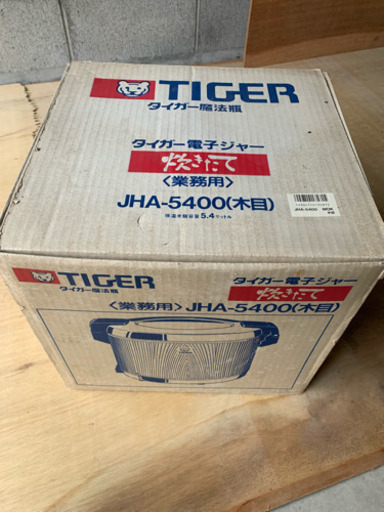 TIGER
タイガー魔法瓶
タイガー電子ジャー
炊きたて
〈業務用〉
JHA-5400(木目)
保温米飯容量5.4リットル
JHA-5400 MOK
TIGER
タイガー魔法瓶
タイガー電子ジャー
炊きたて
〈業務用〉JHA-5400(木目)